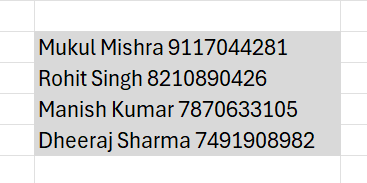 Mukul Mishra 9117044281
Rohit Singh 8210890426
Manish Kumar 7870633105
Dheeraj Sharma 7491908982